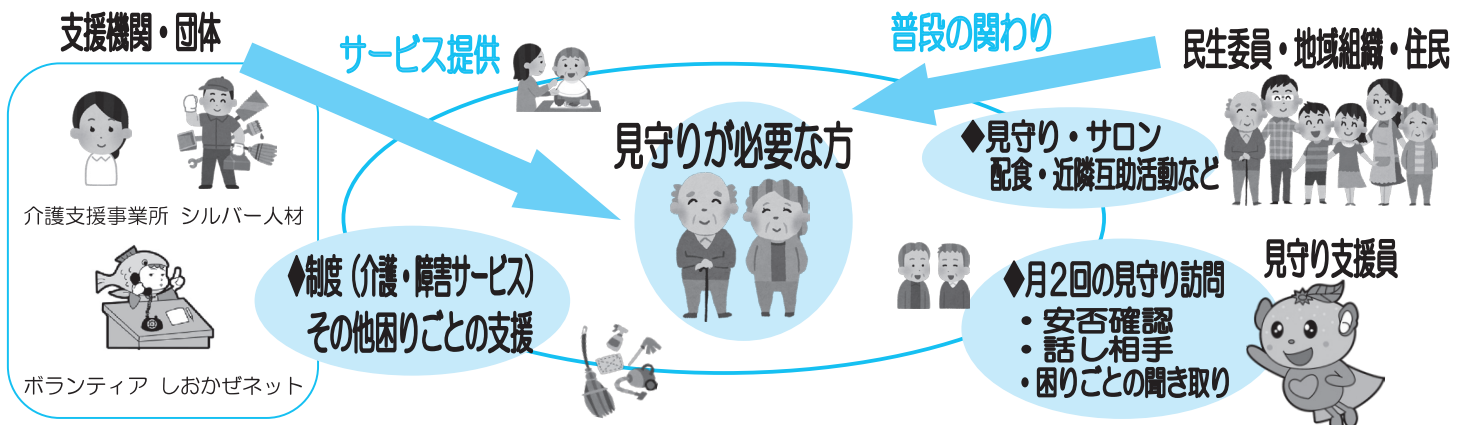 支援機関・団体
介護支援事業所 シルバー人材
ボランティア しおかぜネット
サービス提供
◆制度（介護・障害サービス）
その他困りごとの支援
見守りが必要な方
普段の関わり
民生委員・地域組織・住民
◆見守り・サロン
配食・近隣互助活動など
見守り支援員
◆月２回の見守り訪問
・安否確認
・話し相手
・困りごとの聞き取り